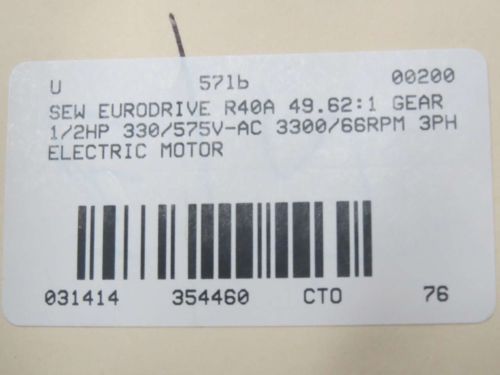 U 57lb 00200
SEW EURODRIVE R40A 49.62:1 GEAR
1/2HP 330/575V-AC 3300/66RPM 3PH
ELECTRIC MOTOR
031414 354460 CTO 76